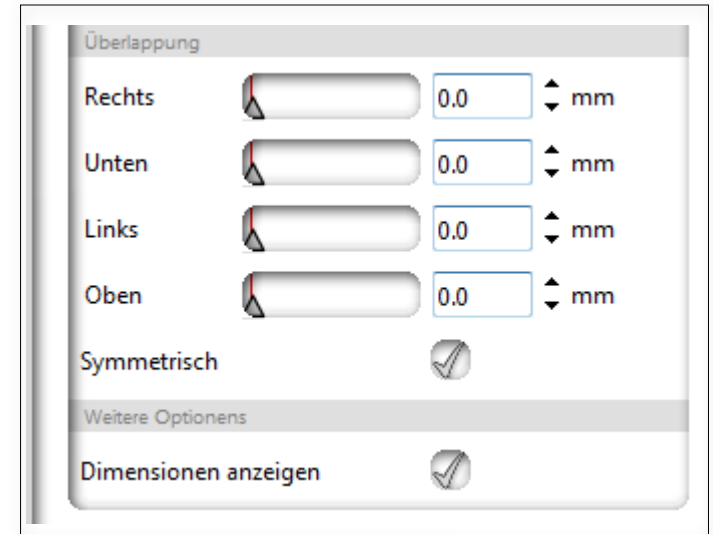 Überlappung
Rechts 0.0 mm
Unten 0.0 mm
Links 0.0 mm
Oben 0.0 mm
Symmetrisch
Weitere Optionens
Dimensionen anzeigen